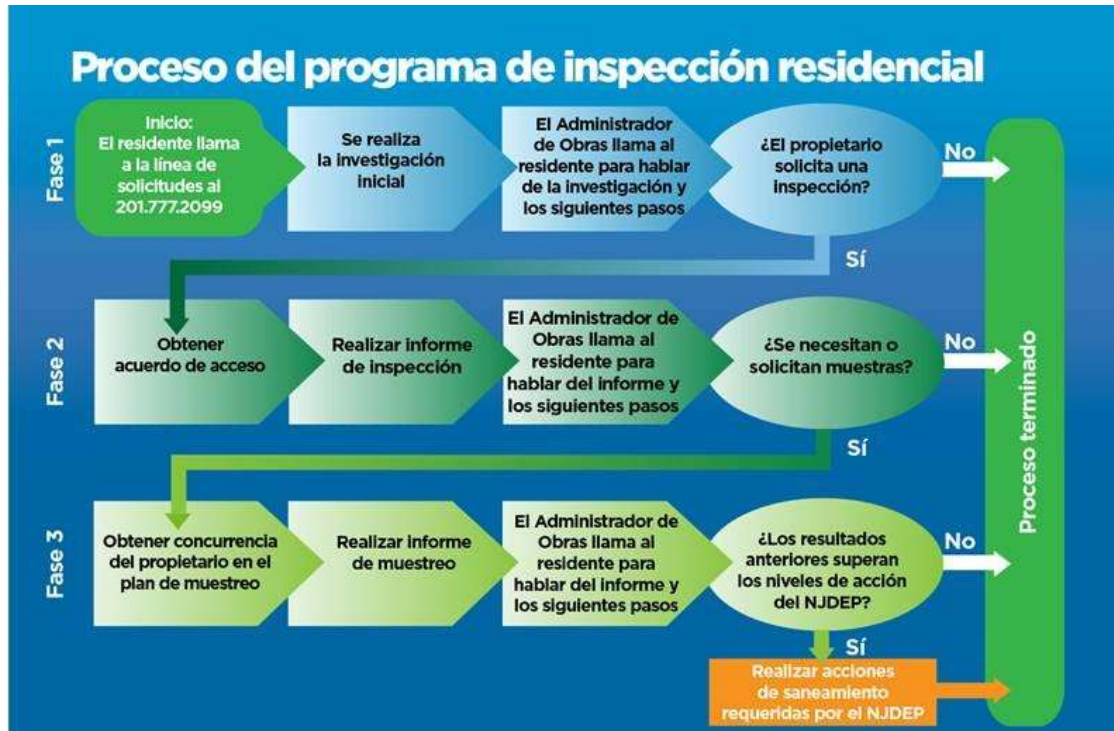 Proceso del programa de inspección residencial
Fase 1
Inicio:
El residente llama
a la línea de
solicitudes al
201.777.2099
Se realiza
la investigación
inicial
El Administrador
de Obras llama al
residente para hablar
de la investigación y
los siguientes pasos
¿El propietario
solicita una
inspección?
No
Sí
Fase 2
Obtener
acuerdo de acceso
Realizar informe
de inspección
El Administrador de
Obras llama al
residente para
hablar del informe y
los siguientes pasos
¿Se necesitan o
solicitan muestras?
No
Sí
Fase 3
Obtener concurrencia
del propietario en el
plan de muestreo
Realizar informe
de muestreo
El Administrador de
Obras llama al
residente para
hablar del informe y
los siguientes pasos
¿Los resultados
anteriores superan
los niveles de acción
del NJDEP?
No
Sí
Realizar acciones
de saneamiento
requeridas por el NJDEP
Proceso terminado